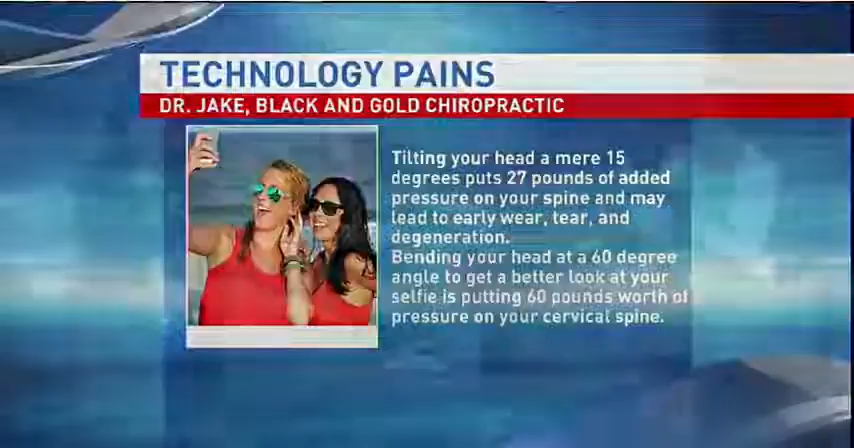 TECHNOLOGY PAINS
DR. JAKE, BLACK AND GOLD CHIROPRACTIC
Tilting your head a mere 15
degrees puts 27 pounds of added
pressure on your spine and may
lead to early wear, tear, and
degeneration.
Bending your head at a 60 degree
angle to get a better look at your
selfie is putting 60 pounds worth of
pressure on your cervical spine.